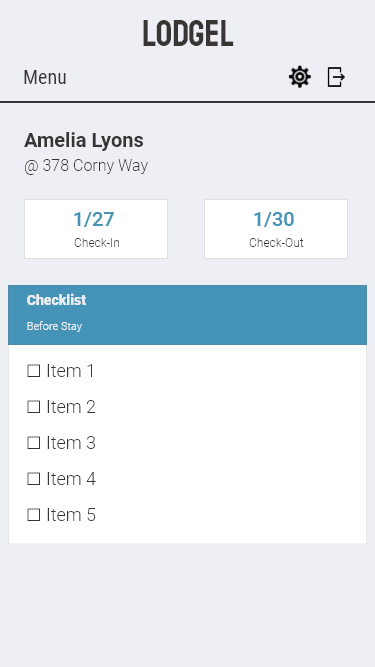 LODGEL
Menu
Amelia Lyons
@ 378 Corny Way
1/27
Check-In
1/30
Check-Out
Checklist
Before Stay
☐ Item 1
☐ Item 2
☐ Item 3
☐ Item 4
☐ Item 5